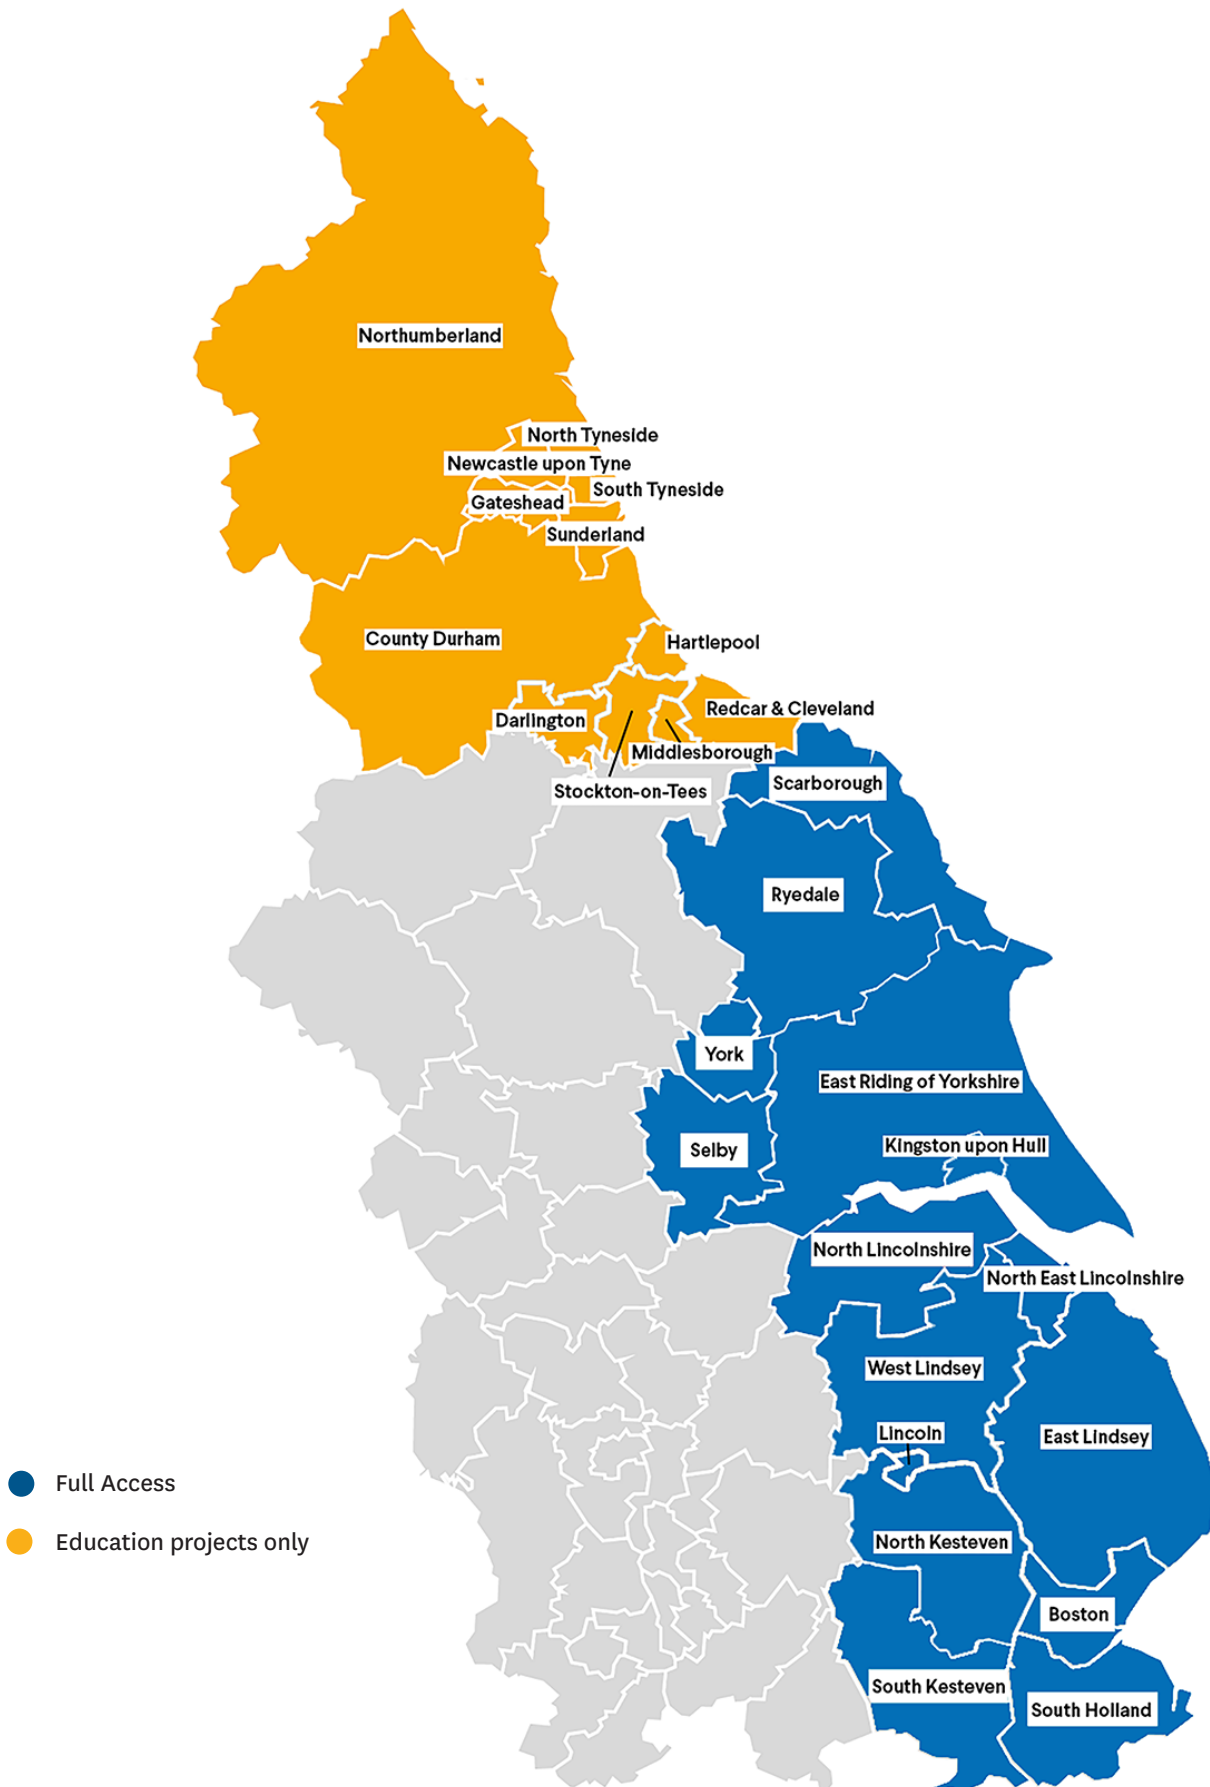 Northumberland
North Tyneside
Newcastle upon Tyne
South Tyneside
Gateshead
Sunderland
County Durham
Hartlepool
Redcar & Cleveland
Darlington
Middlesborough
Scarborough
Stockton-on-Tees
Ryedale
York
East Riding of Yorkshire
Kingston upon Hull
Selby
North Lincolnshire
North East Lincolnshire
West Lindsey
Lincoln
East Lindsey
Full Access
Education projects only
North Kesteven
Boston
South Kesteven
South Holland